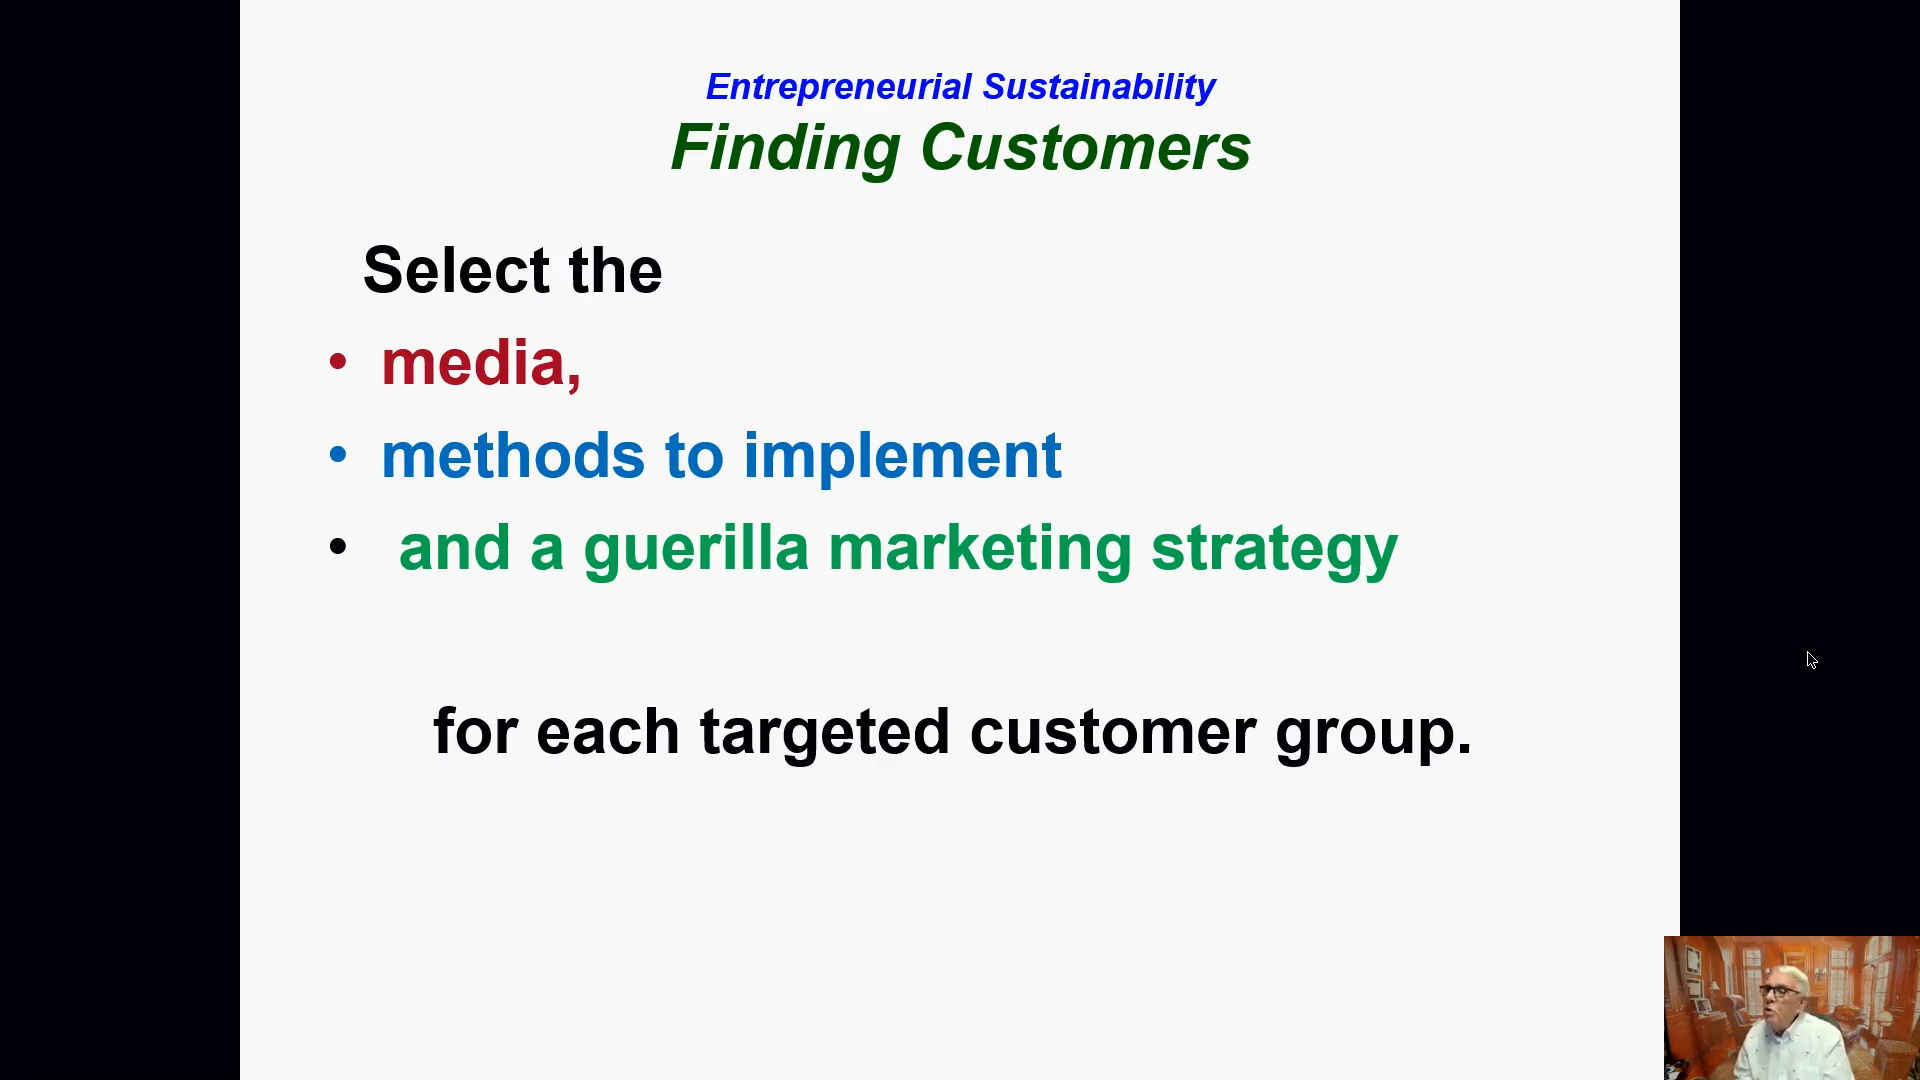 Entrepreneurial Sustainability
Finding Customers
Select the
• media,
• methods to implement
• and a guerilla marketing strategy
for each targeted customer group.